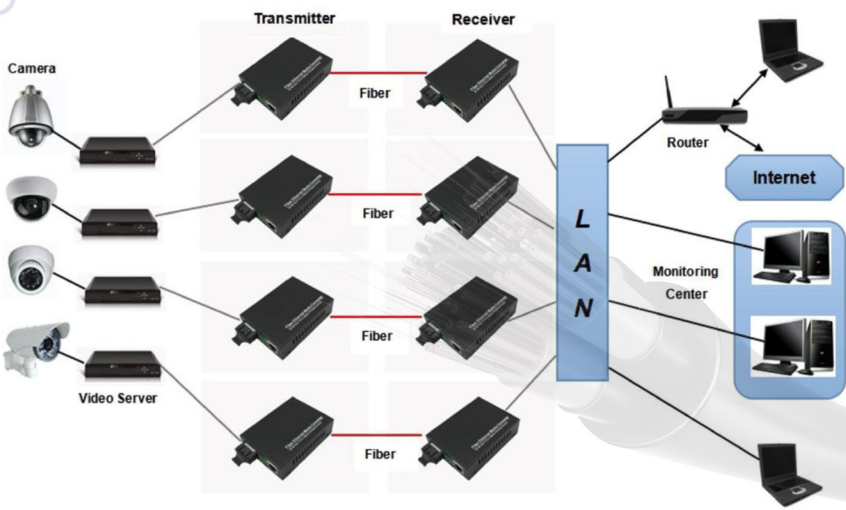 Transmitter
Receiver
Camera
Fiber
Router
Fiber
Internet
L
A
N
Monitoring
Center
Fiber
Video Server
Fiber